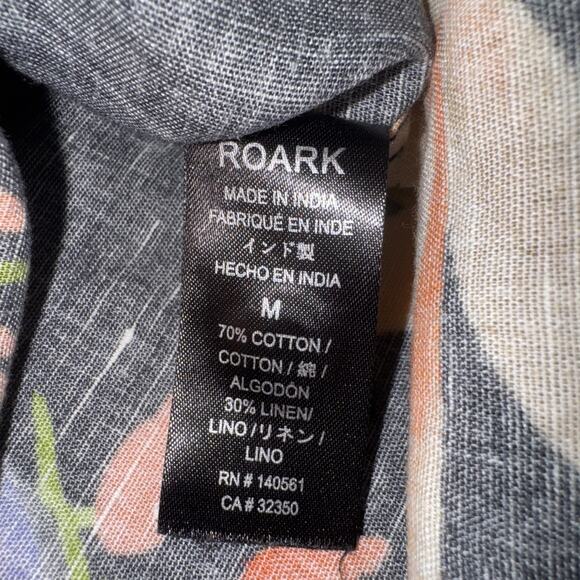 ROARK
MADE IN INDIA
FABRIQUÉ EN INDE
インド製
HECHO EN INDIA
M
70% COTTON /
COTTON / 綿 /
ALGODÓN
30% LINEN/
LINO /リネン /
LINO
RN # 140561
CA # 32350